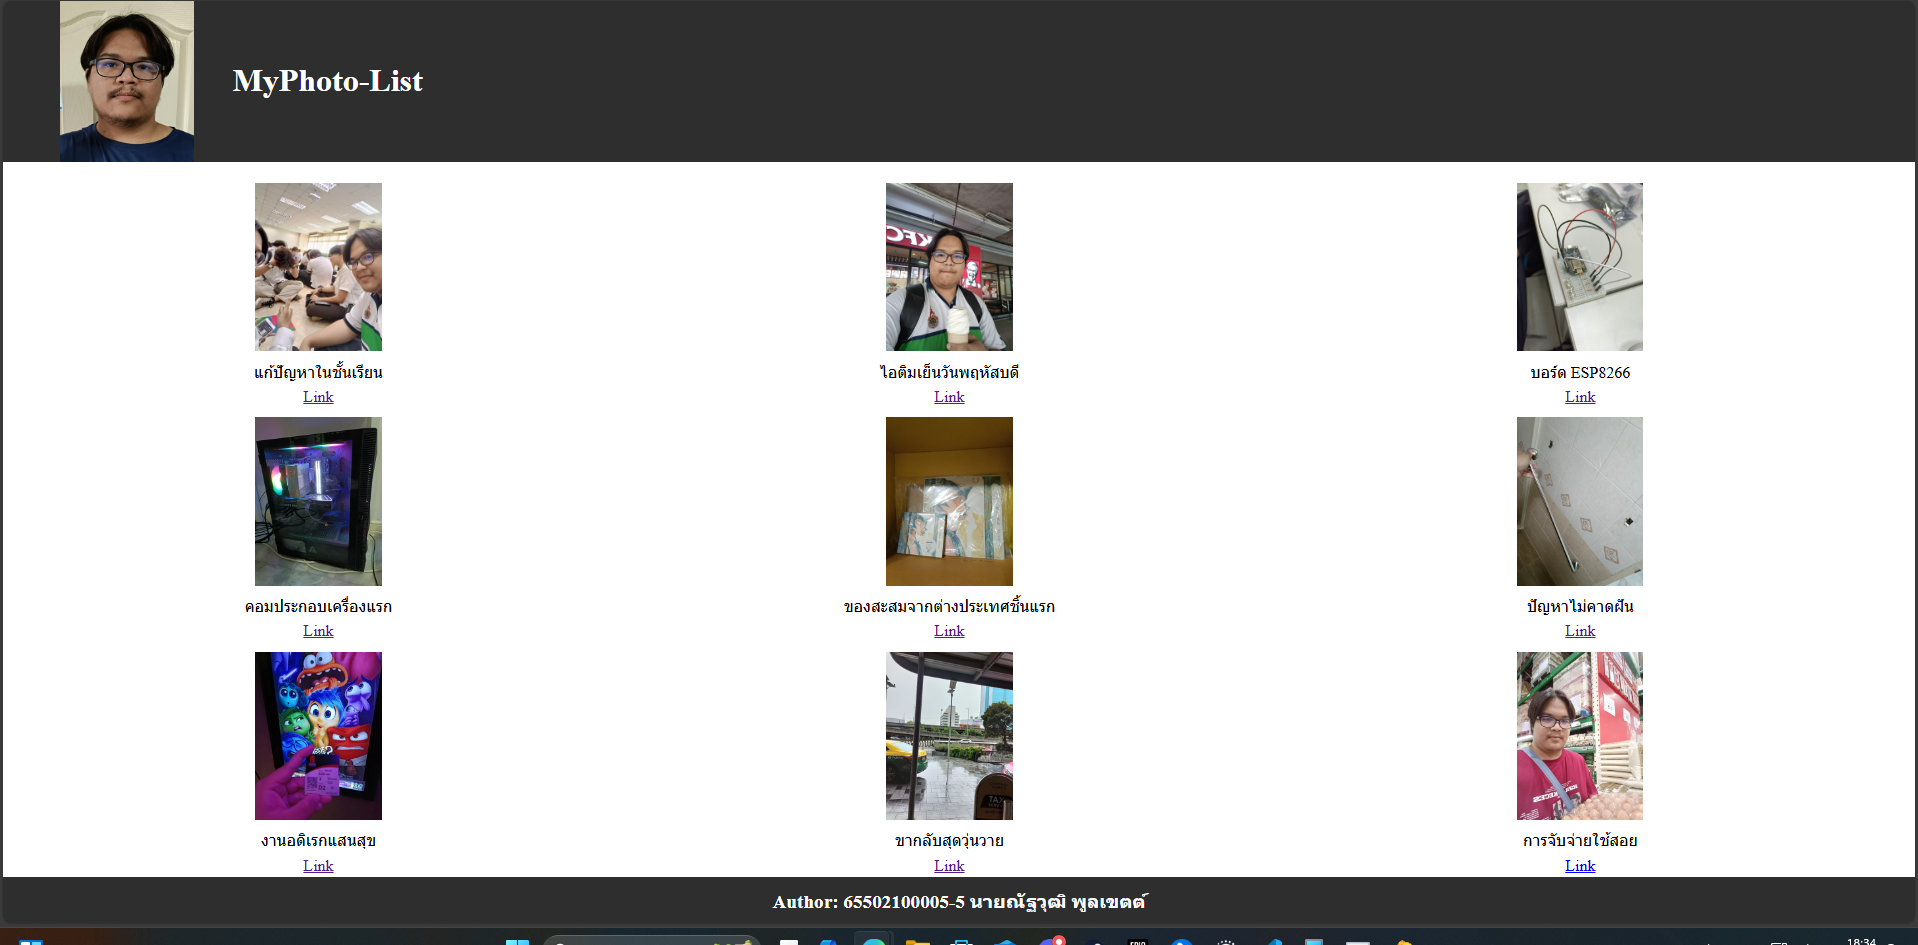 MyPhoto-List
KFC
แก้ปัญหาในชั้นเรียน
ไอติมเย็นวันพฤหัสบดี
บอร์ด ESP8266
Link
Link
Link
คอมประกอบเครื่องแรก
ของสะสมจากต่างประเทศชิ้นแรก
ปัญหาไม่คาดฝัน
Link
Link
Link
TAXI
งานอดิเรกแสนสุข
ขากลับสุดวุ่นวาย
การจับจ่ายใช้สอย
Link
Link
Link
Author: 65502100005-5 นายณัฐวุฒิ พูลเขตต์
18:34